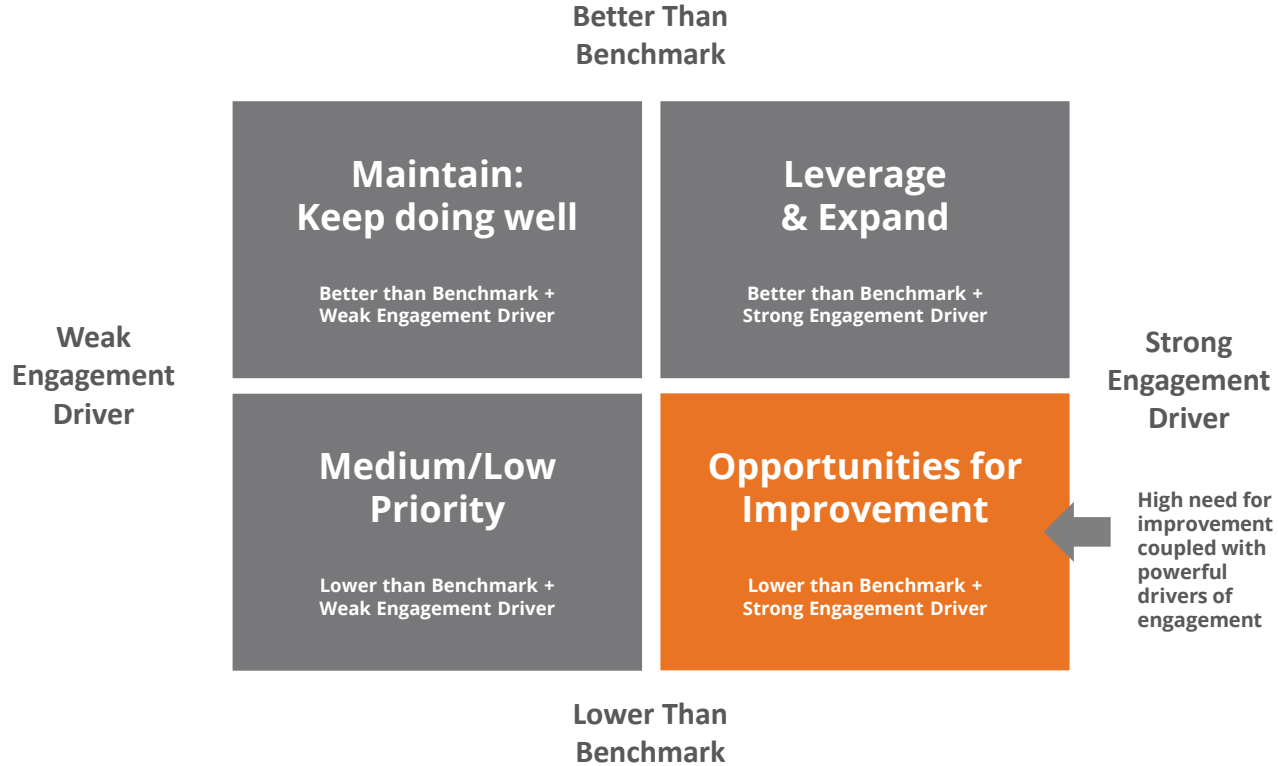 Better Than
Benchmark
Maintain:
Keep doing well
Better than Benchmark +
Weak Engagement Driver
Leverage
& Expand
Better than Benchmark +
Strong Engagement Driver
Weak
Engagement
Driver
Strong
Engagement
Driver
Medium/Low
Priority
Lower than Benchmark +
Weak Engagement Driver
Opportunities for
Improvement
Lower than Benchmark +
Strong Engagement Driver
High need for
improvement
coupled with
powerful
drivers of
engagement
Lower Than
Benchmark